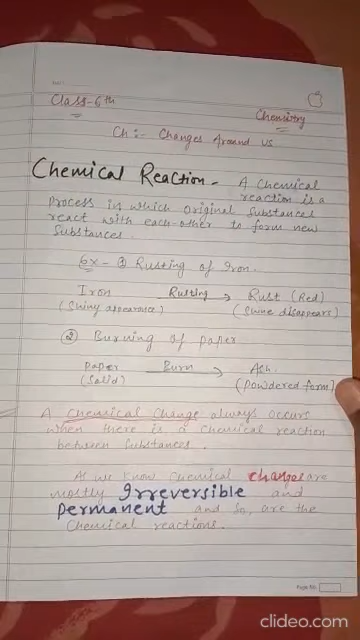 Class-6th
Chemistry
Ch:- Changes Around us
Chemical Reaction- A Chemical
reaction is a
process in which original substances
react with each-other to form new
Substances.
Ex- ① Rusting of Iron.
Iron Rusting → Rust (Red)
(Shiny appearance) (Shine disappears)
② Burning of paper
Paper Burn → Ash.
(Solid) (powdered form)
A Chemical Change always occurs
when there is a chemical reaction
between substances.
As we know chemical changes are
mostly Irreversible and
permanent and so, are the
Chemical reactions.
Page No.
clideo.com